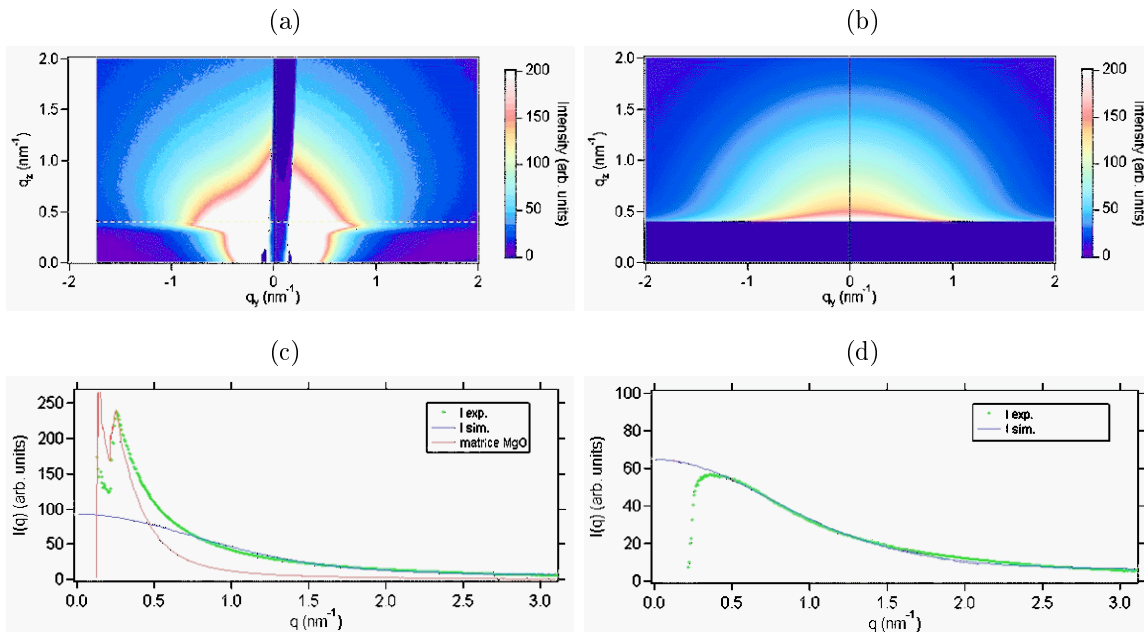 (a)
(b)
2.0
1.5
1.0
0.5
0.0
q_z (nm⁻¹)
-2
-1
0
1
2
q_y (nm⁻¹)
200
150
100
50
0
Intensity (arb. units)
2.0
1.5
1.0
0.5
0.0
q_z (nm⁻¹)
-2
-1
0
1
2
q_y (nm⁻¹)
200
150
100
50
0
Intensity (arb. units)
(c)
(d)
250
200
150
100
50
0
I(q) (arb. units)
I exp.
I sim.
matrice MgO
0.0
0.5
1.0
1.5
2.0
2.5
3.0
q (nm⁻¹)
100
80
60
40
20
0
I(q) (arb. units)
I exp.
I sim.
0.0
0.5
1.0
1.5
2.0
2.5
3.0
q (nm⁻¹)